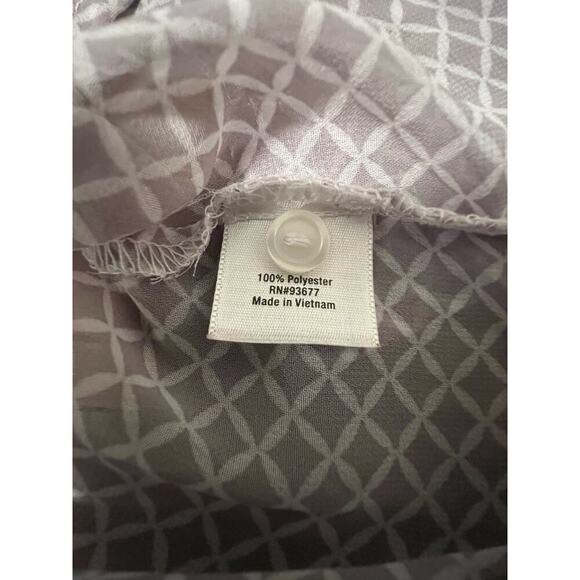 100% Polyester
RN#93677
Made in Vietnam